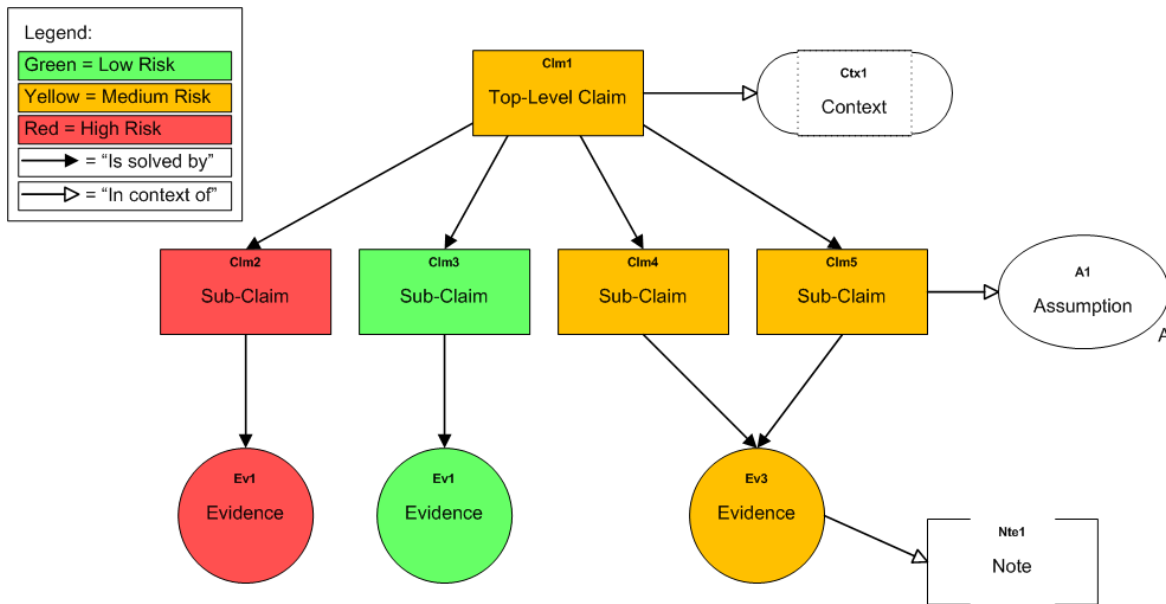 Legend:
Green = Low Risk
Yellow = Medium Risk
Red = High Risk
= “Is solved by”
= “In context of”
Clm1
Top-Level Claim
Ctx1
Context
Clm2
Sub-Claim
Clm3
Sub-Claim
Clm4
Sub-Claim
Clm5
Sub-Claim
A1
Assumption
A
Ev1
Evidence
Ev1
Evidence
Ev3
Evidence
Nte1
Note